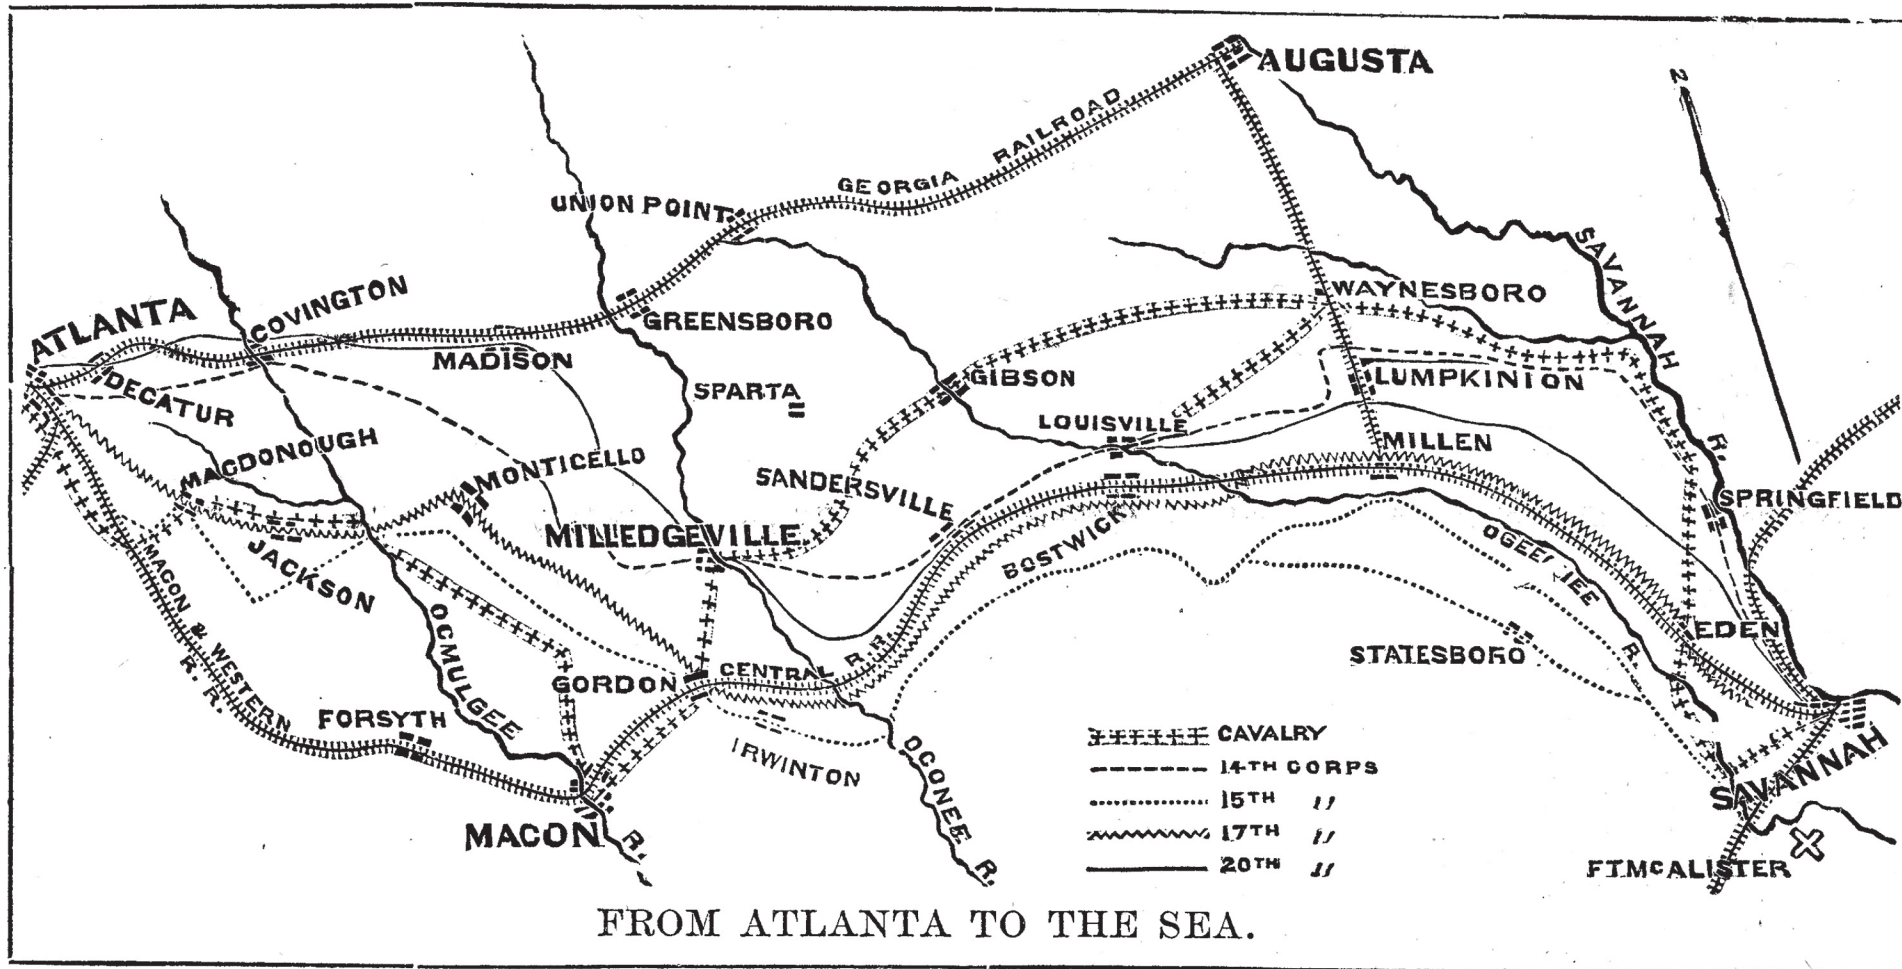 AUGUSTA
GEORGIA RAILROAD
UNION POINT
SAVANNAH R.
COVINGTON
ATLANTA
WAYNESBORO
GREENSBORO
MADISON
DECATUR
SPARTA
GIBSON
LUMPKINION
LOUISVILLE
MILLEN
MACDONOUGH
MONTICELLO
SANDERSVILLE
SPRINGFIELD
MILLEDGEVILLE
BOSTWICK
JACKSON
MACON & WESTERN R. R.
OCMULGEE R.
EDEN
STATESBORO
CENTRAL R. R.
GORDON
FORSYTH
IRWINTON
OCONEE R.
MACON
SAVANNAH
FT. McALISTER
CAVALRY
14TH CORPS
15TH "
17TH "
20TH "
FROM ATLANTA TO THE SEA.